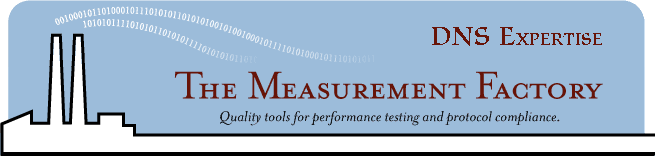 DNS EXPERTISE
THE MEASUREMENT FACTORY
Quality tools for performance testing and protocol compliance.